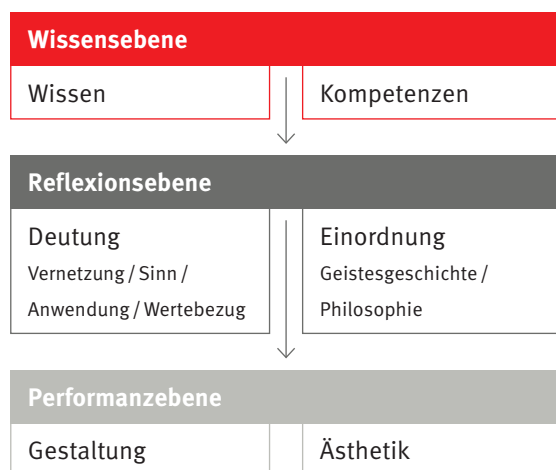 Wissensebene
Wissen
Kompetenzen
Reflexionsebene
Deutung
Vernetzung / Sinn /
Anwendung / Wertebezug
Einordnung
Geistesgeschichte /
Philosophie
Performanzebene
Gestaltung
Ästhetik